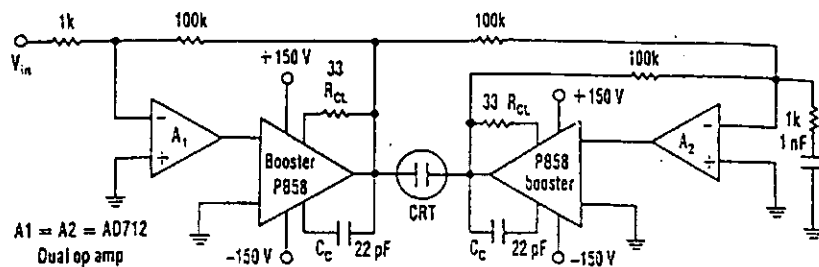 1k
100k
100k
V_in
÷150 V
33
R_CL
100k
33 R_CL
+150 V
1k
1 nF
−
A_1
÷
Booster
P858
P858
booster
A_2
−
÷
CRT
A1 = A2 = AD712
Dual op amp
−150 V
C_C
22 pF
C_C
22 pF
−150 V